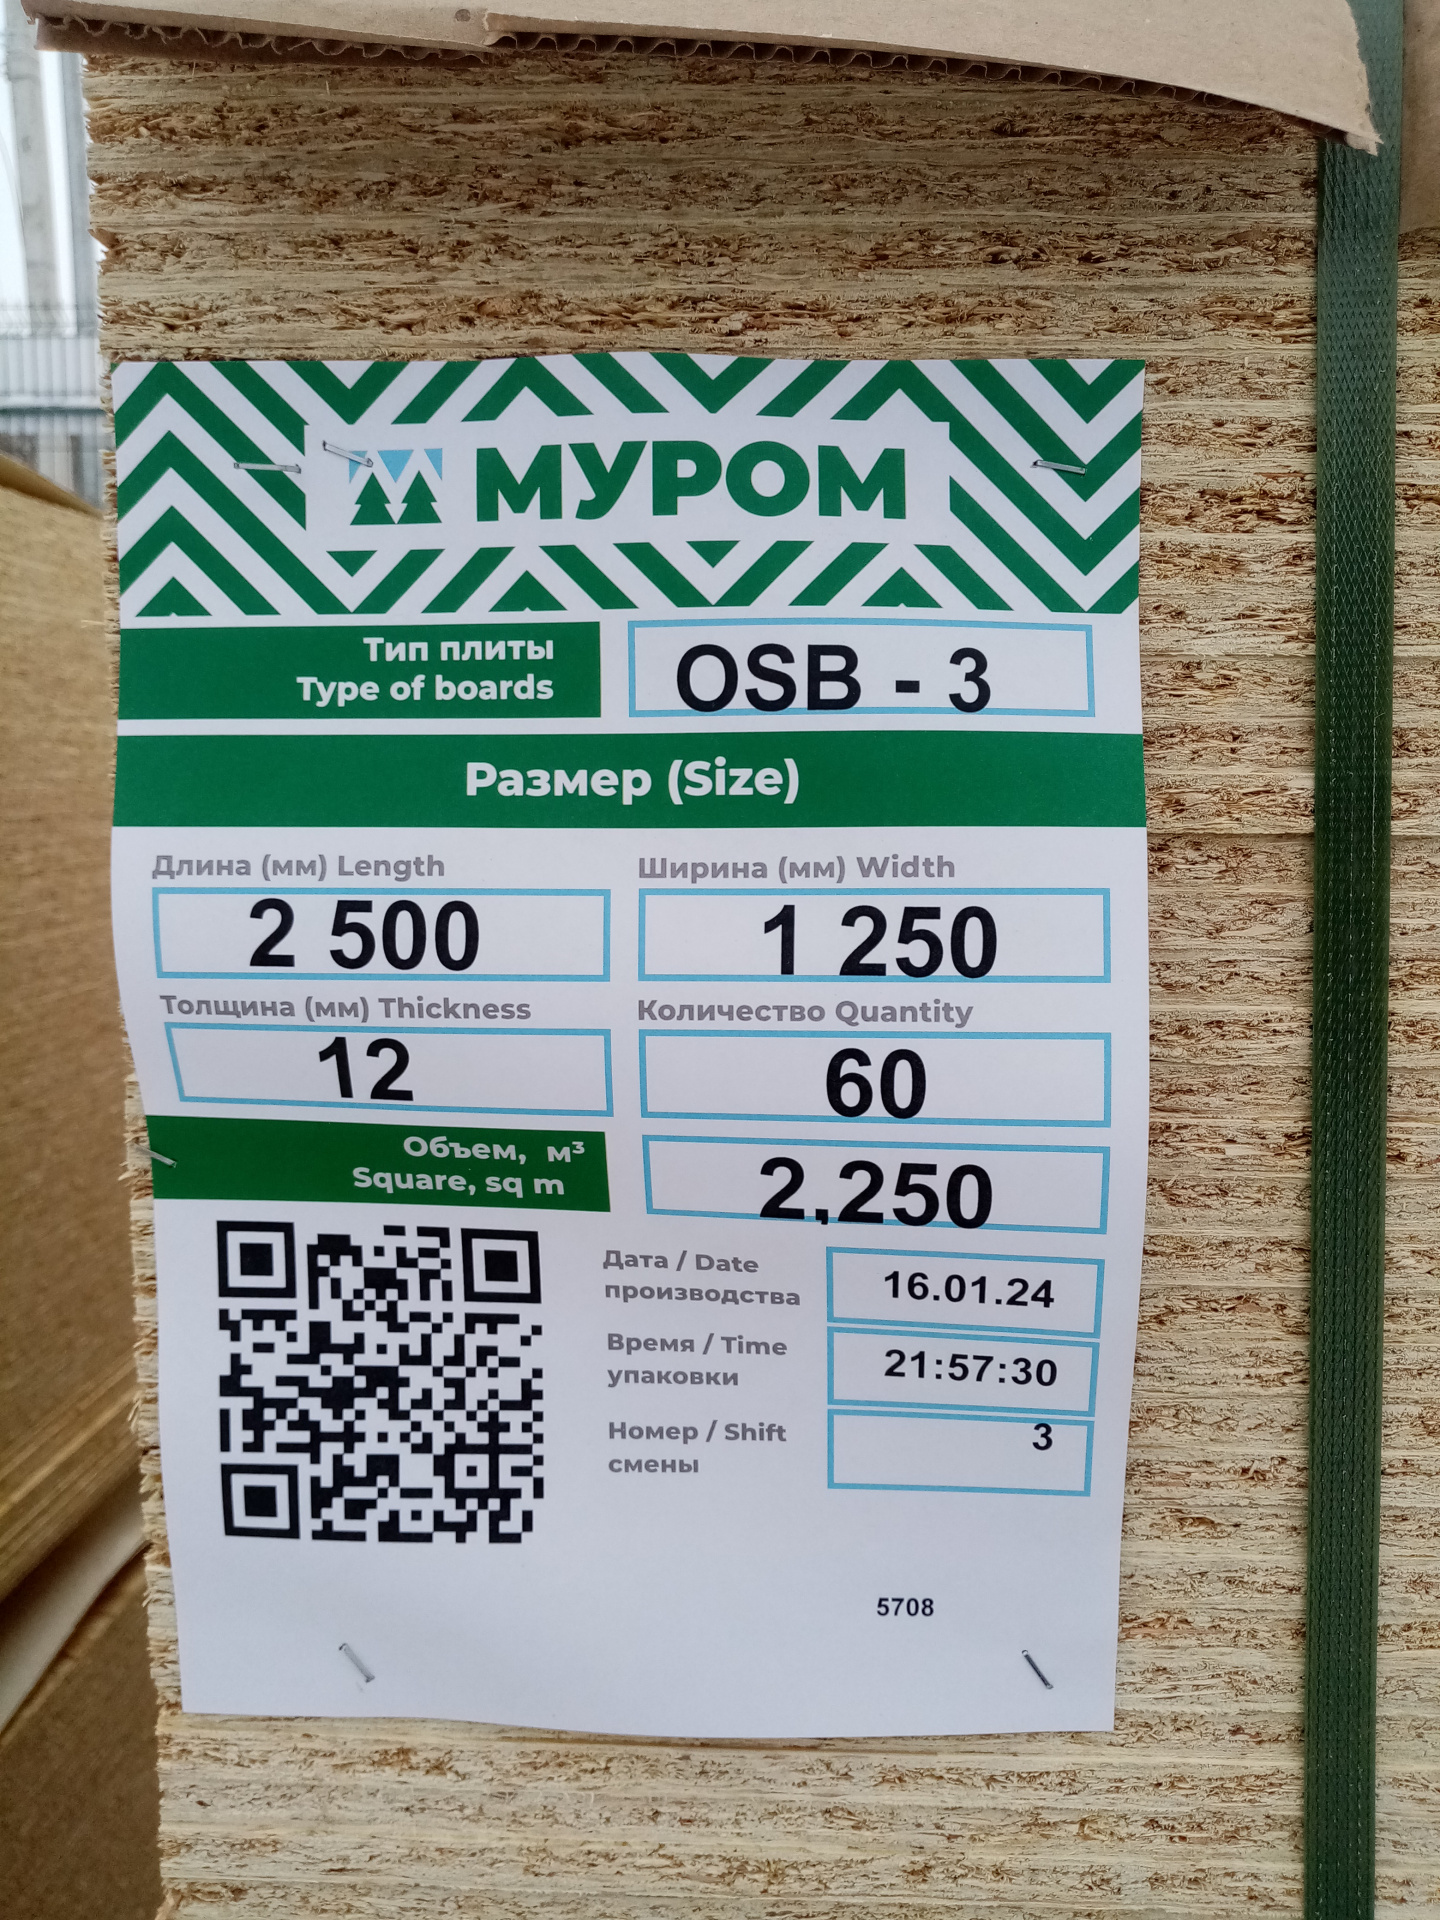 МУРОМ
Тип плиты
Type of boards
OSB - 3
Размер (Size)
Длина (мм) Length
Ширина (мм) Width
2 500
1 250
Толщина (мм) Thickness
Количество Quantity
12
60
Объем, м³
Square, sq m
2,250
Дата / Date
производства
16.01.24
Время / Time
упаковки
21:57:30
Номер / Shift
смены
3
5708